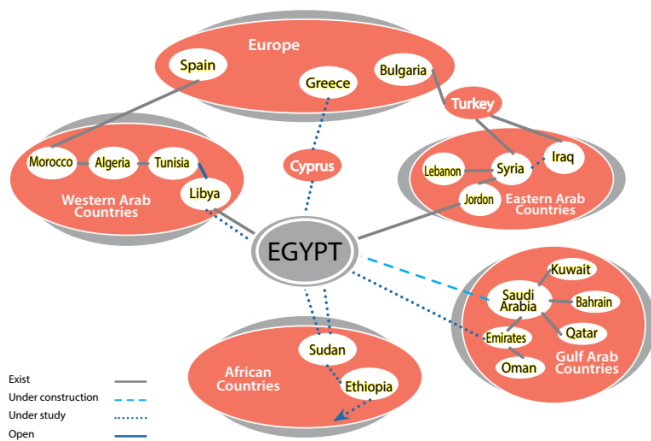 Europe
Spain
Greece
Bulgaria
Turkey
Morocco
Algeria
Tunisia
Libya
Western Arab
Countries
Cyprus
Lebanon
Syria
Iraq
Jordon
Eastern Arab
Countries
EGYPT
Kuwait
Saudi
Arabia
Bahrain
Emirates
Qatar
Oman
Gulf Arab
Countries
Sudan
African
Countries
Ethiopia
Exist
Under construction
Under study
Open